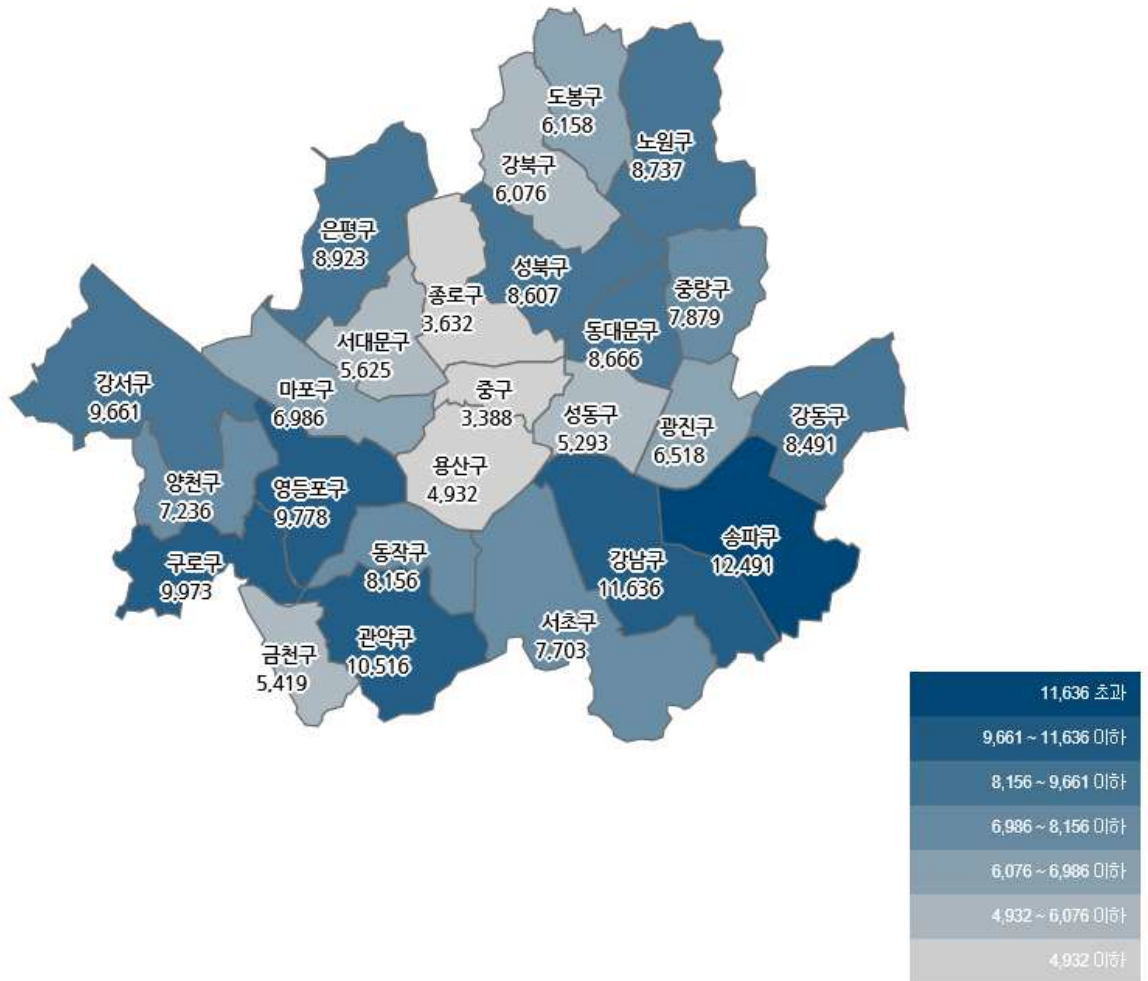 도봉구
6,158
노원구
8,737
강북구
6,076
은평구
8,923
성북구
8,607
중랑구
7,879
종로구
3,632
동대문구
8,666
서대문구
5,625
강서구
9,661
마포구
6,986
중구
3,388
성동구
5,293
광진구
6,518
강동구
8,491
양천구
7,236
영등포구
9,778
용산구
4,932
구로구
9,973
동작구
8,156
강남구
11,636
송파구
12,491
금천구
5,419
관악구
10,516
서초구
7,703
11,636 초과
9,661 ~ 11,636 이하
8,156 ~ 9,661 이하
6,986 ~ 8,156 이하
6,076 ~ 6,986 이하
4,932 ~ 6,076 이하
4,932 이하